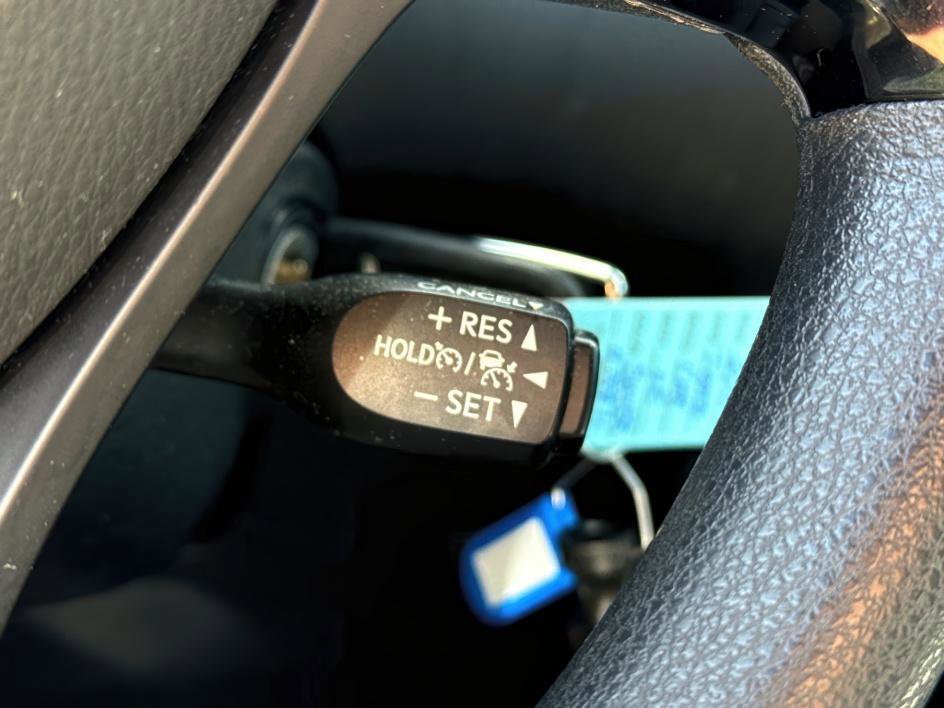 CANCEL▼
+ RES ▲
HOLD / ◄
− SET ▼